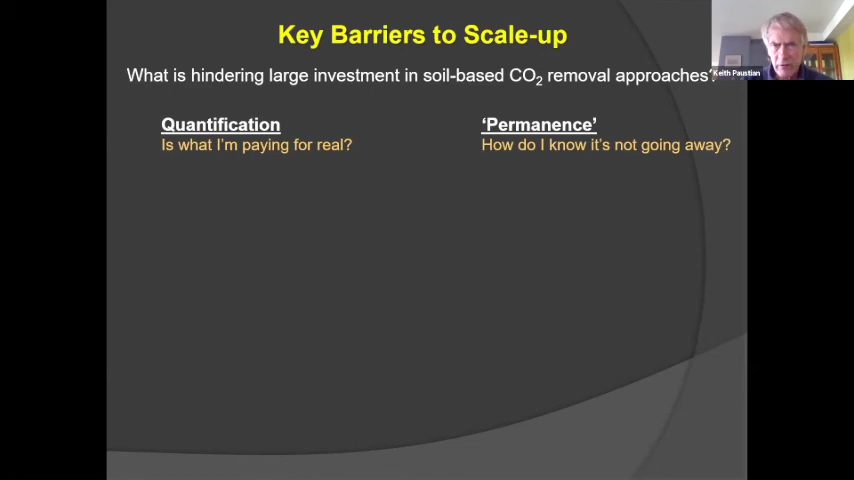 Key Barriers to Scale-up
What is hindering large investment in soil-based CO₂ removal approaches?
Keith Paustian
Quantification
Is what I'm paying for real?
‘Permanence’
How do I know it's not going away?